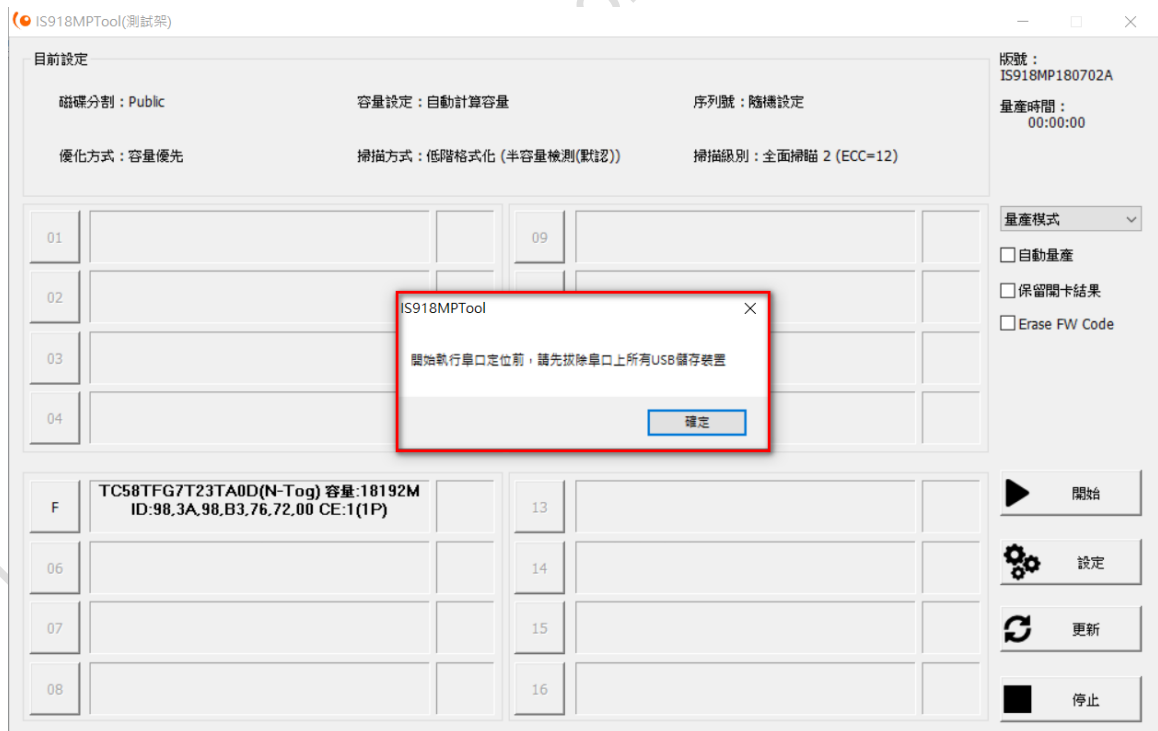 IS918MPTool(測試架)
目前設定
磁碟分割：Public
容量設定：自動計算容量
序列號：隨機設定
優化方式：容量優先
掃描方式：低階格式化 (半容量檢測(默認))
掃描級別：全面掃瞄 2 (ECC=12)
版號：
IS918MP180702A
量產時間：
00:00:00
量產模式
自動量產
保留開卡結果
Erase FW Code
01
09
02
03
04
IS918MPTool
開始執行阜口定位前，請先拔除阜口上所有USB儲存裝置
確定
F
TC58TFG7T23TA0D(N-Tog) 容量:18192M
ID:98,3A,98,B3,76,72,00 CE:1(1P)
13
06
14
07
15
08
16
開始
設定
更新
停止